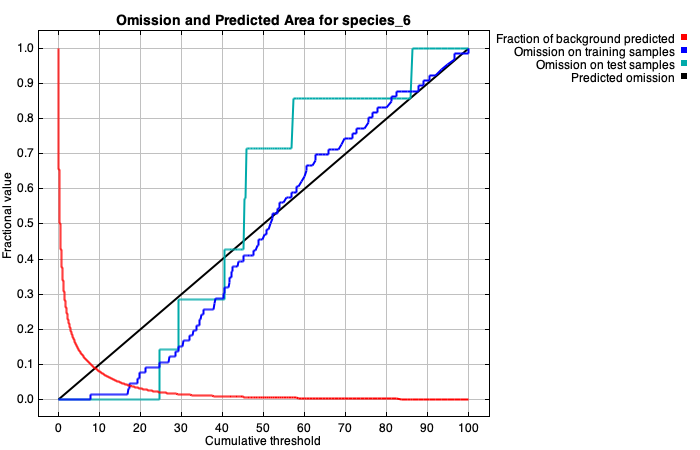 Omission and Predicted Area for species_6
Fraction of background predicted
Omission on training samples
Omission on test samples
Predicted omission
Fractional value
1.0
0.9
0.8
0.7
0.6
0.5
0.4
0.3
0.2
0.1
0.0
0 10 20 30 40 50 60 70 80 90 100
Cumulative threshold